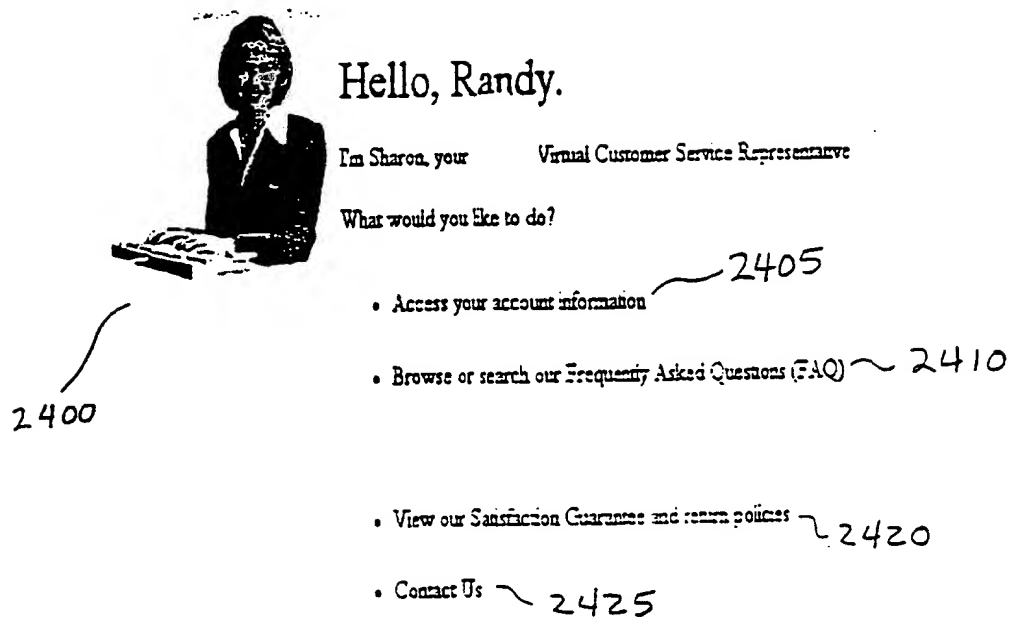 Hello, Randy.
I'm Sharon, your Virtual Customer Service Representative
What would you like to do?
• Access your account information 2405
• Browse or search our Frequently Asked Questions (FAQ) 2410
2400
• View our Satisfaction Guarantee and return policies 2420
• Contact Us 2425